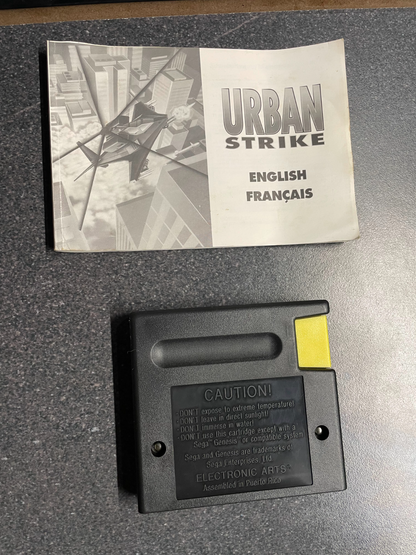 URBAN
STRIKE
ENGLISH
FRANÇAIS
CAUTION!
DON'T expose to extreme temperature!
DON'T leave in direct sunlight!
DON'T immerse in water!
DON'T use this cartridge except with a
Sega™ Genesis™ or compatible system
Sega and Genesis are trademarks of
Sega Enterprises, Ltd.
ELECTRONIC ARTS
Assembled in Puerto Rico